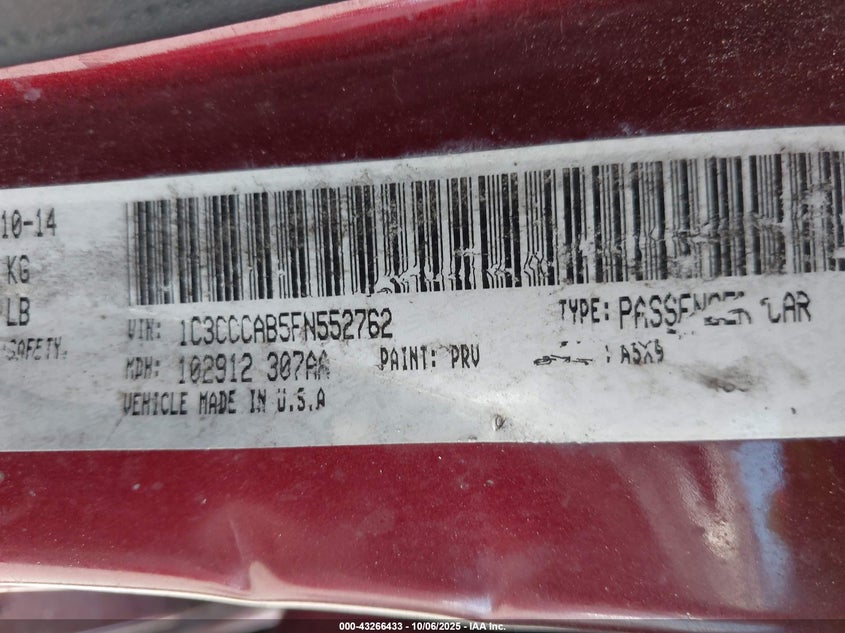 10-14
KG
LB
SAFETY.
VIN: 1C3CCCAB5FN552762
TYPE: PASSENGER CAR
MDH: 102912 307AA
PAINT: PRV
VEHICLE MADE IN U.S.A
000-43266433 - 10/06/2025 - IAA Inc.